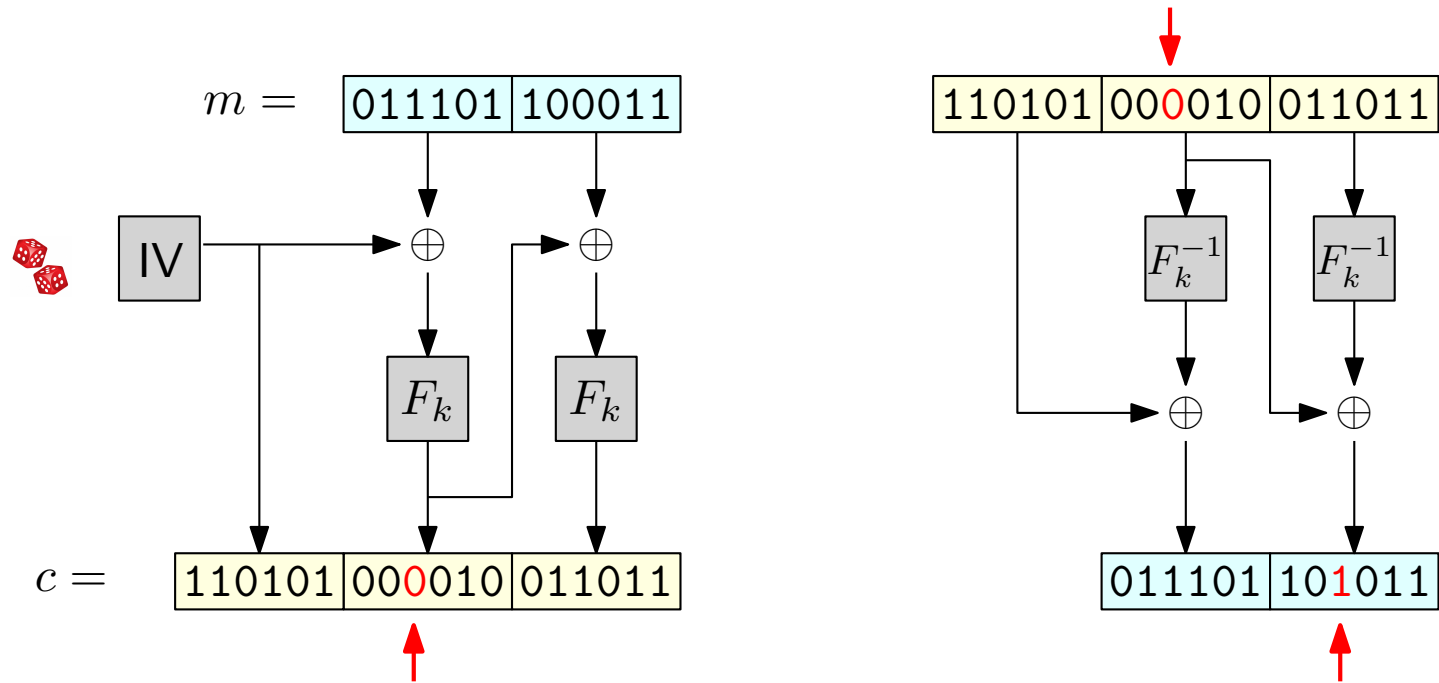 m = 011101 100011
IV
F_k F_k
c = 110101 000010 011011
110101 000010 011011
F_k^{-1} F_k^{-1}
011101 101011